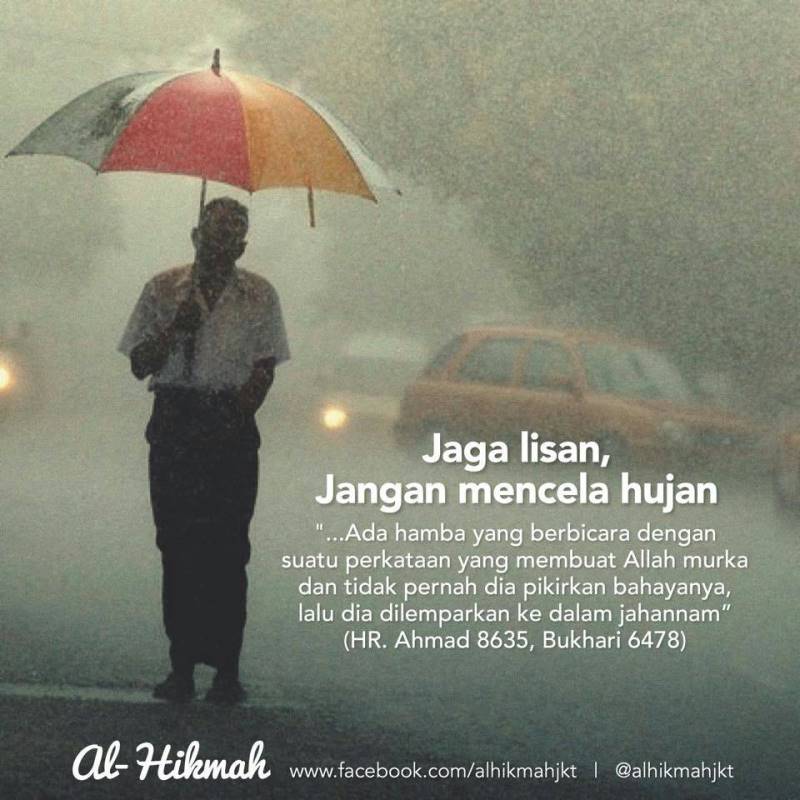 Jaga lisan,
Jangan mencela hujan
"...Ada hamba yang berbicara dengan
suatu perkataan yang membuat Allah murka
dan tidak pernah dia pikirkan bahayanya,
lalu dia dilemparkan ke dalam jahannam”
(HR. Ahmad 8635, Bukhari 6478)
Al-Hikmah www.facebook.com/alhikmahjkt | @alhikmahjkt